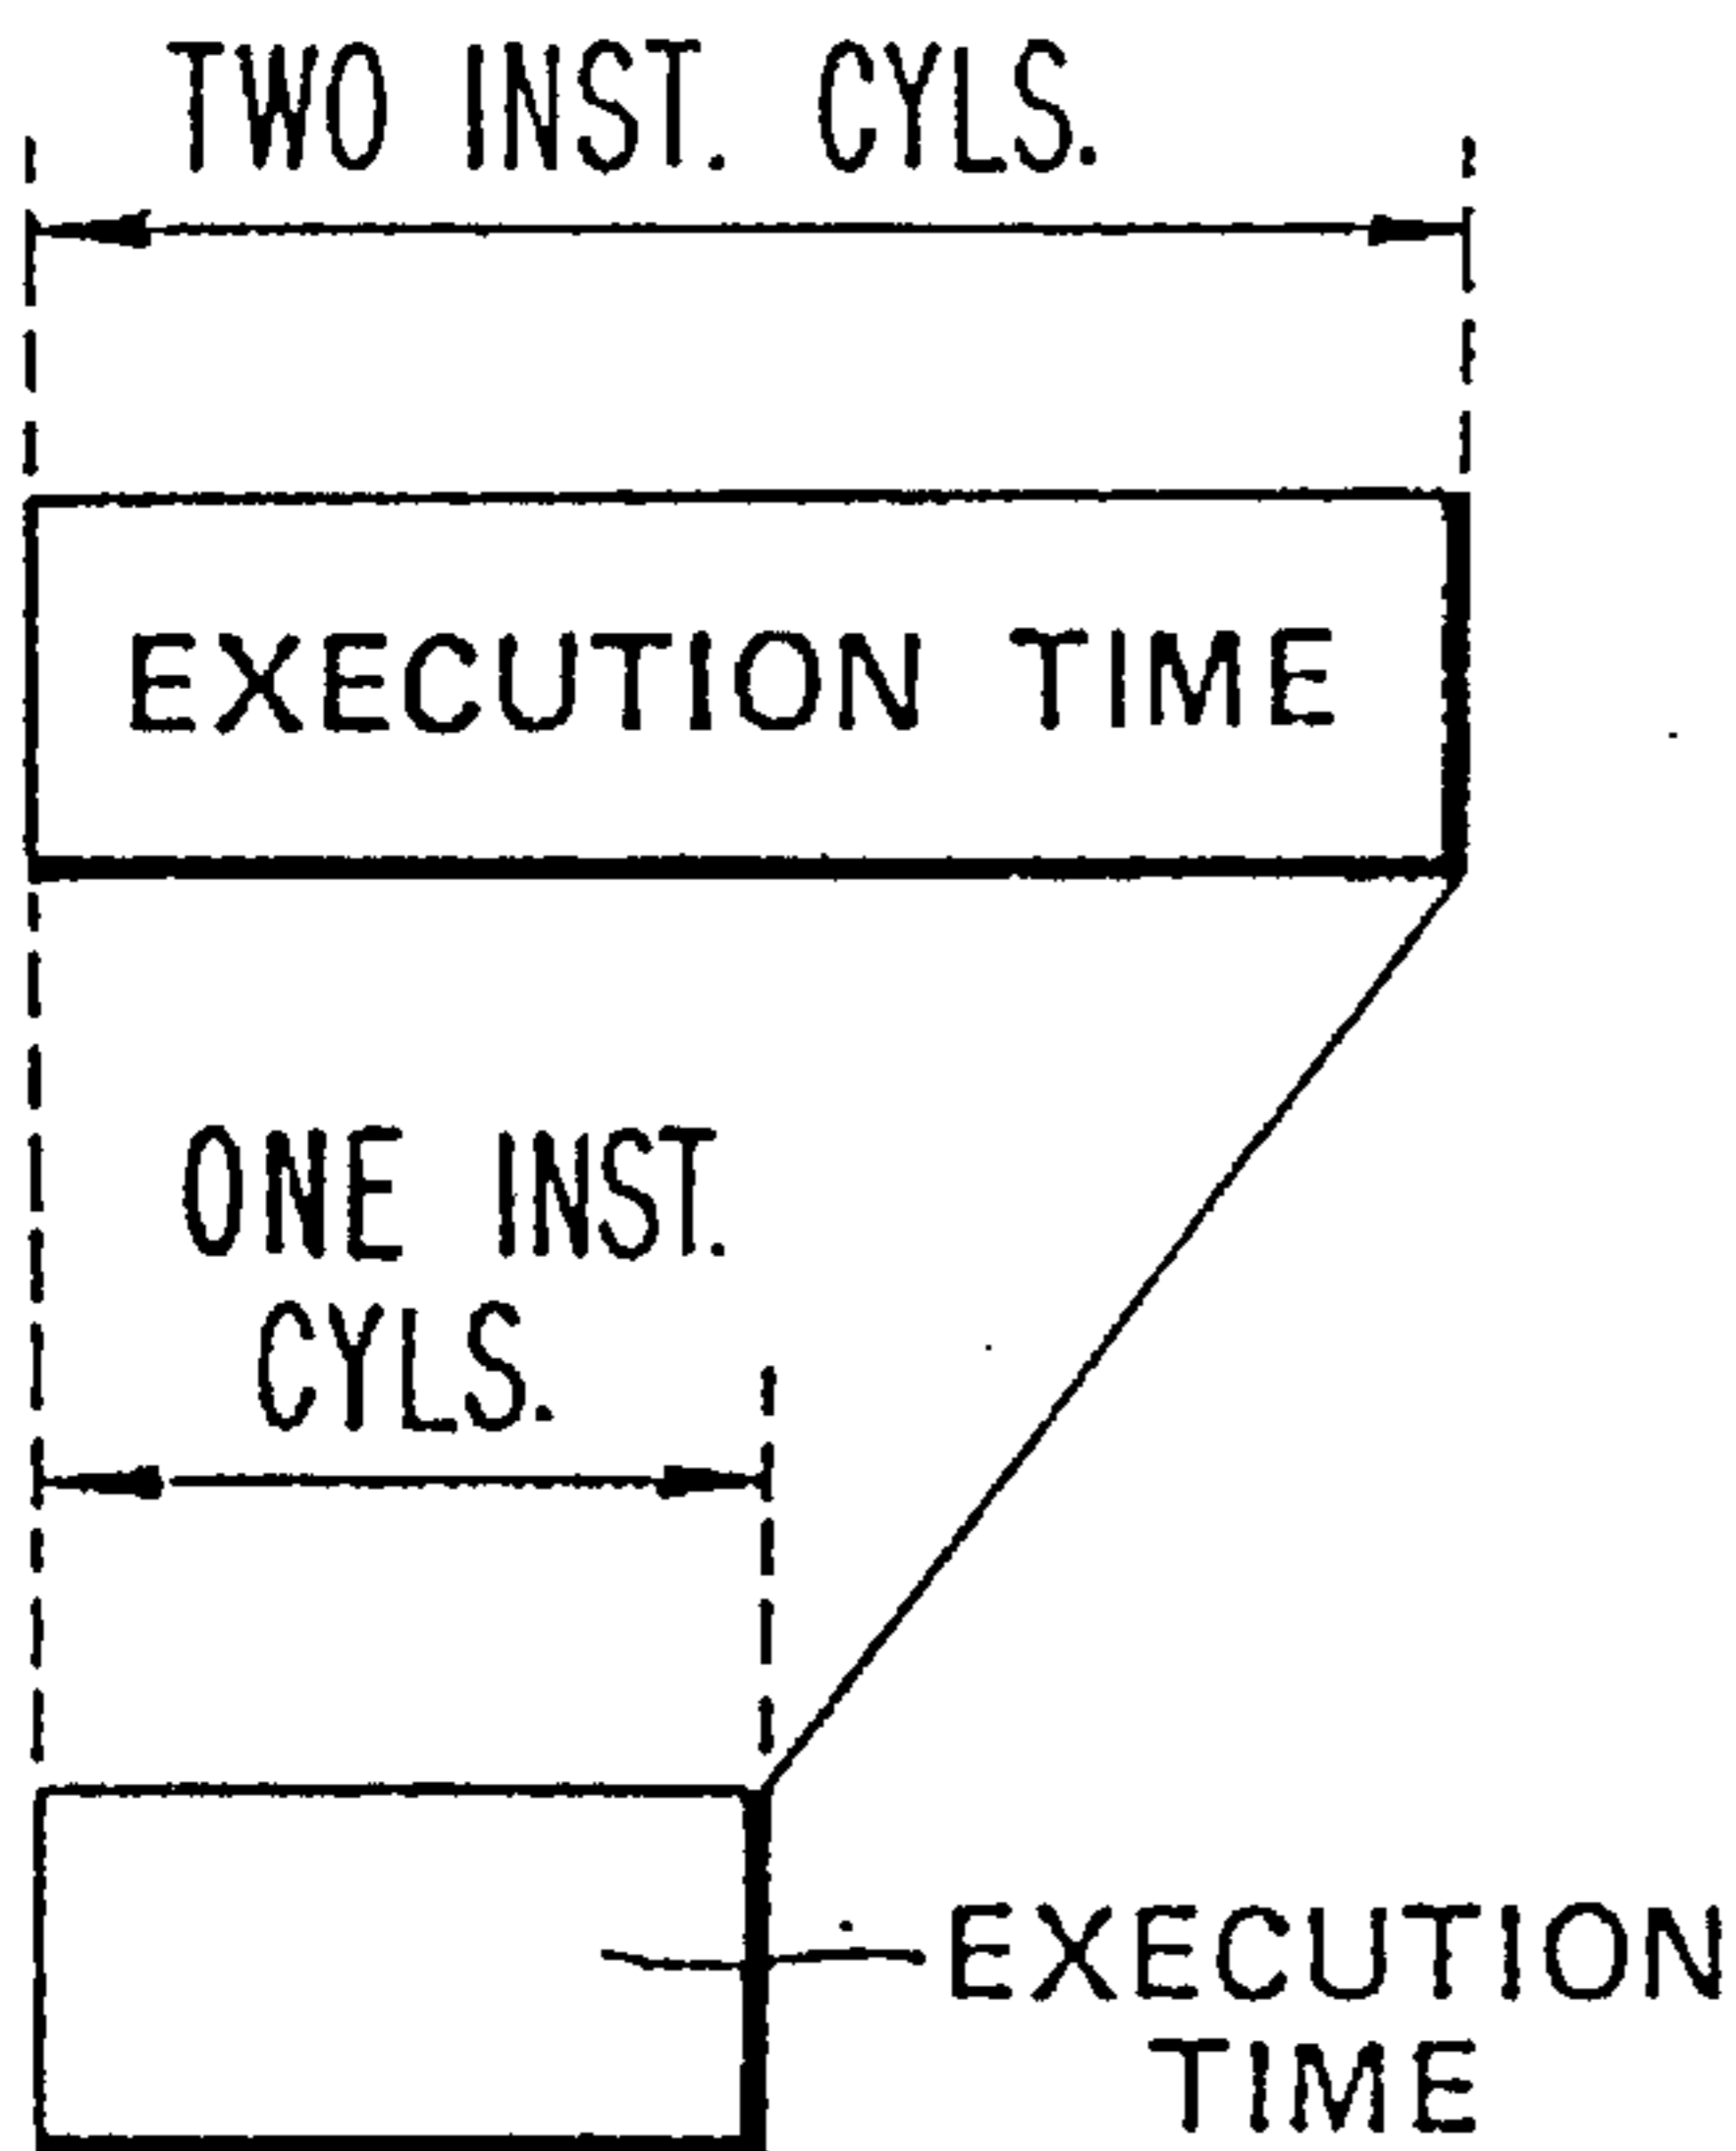 TWO INST. CYLS.
EXECUTION TIME
ONE INST.
CYLS.
EXECUTION
TIME